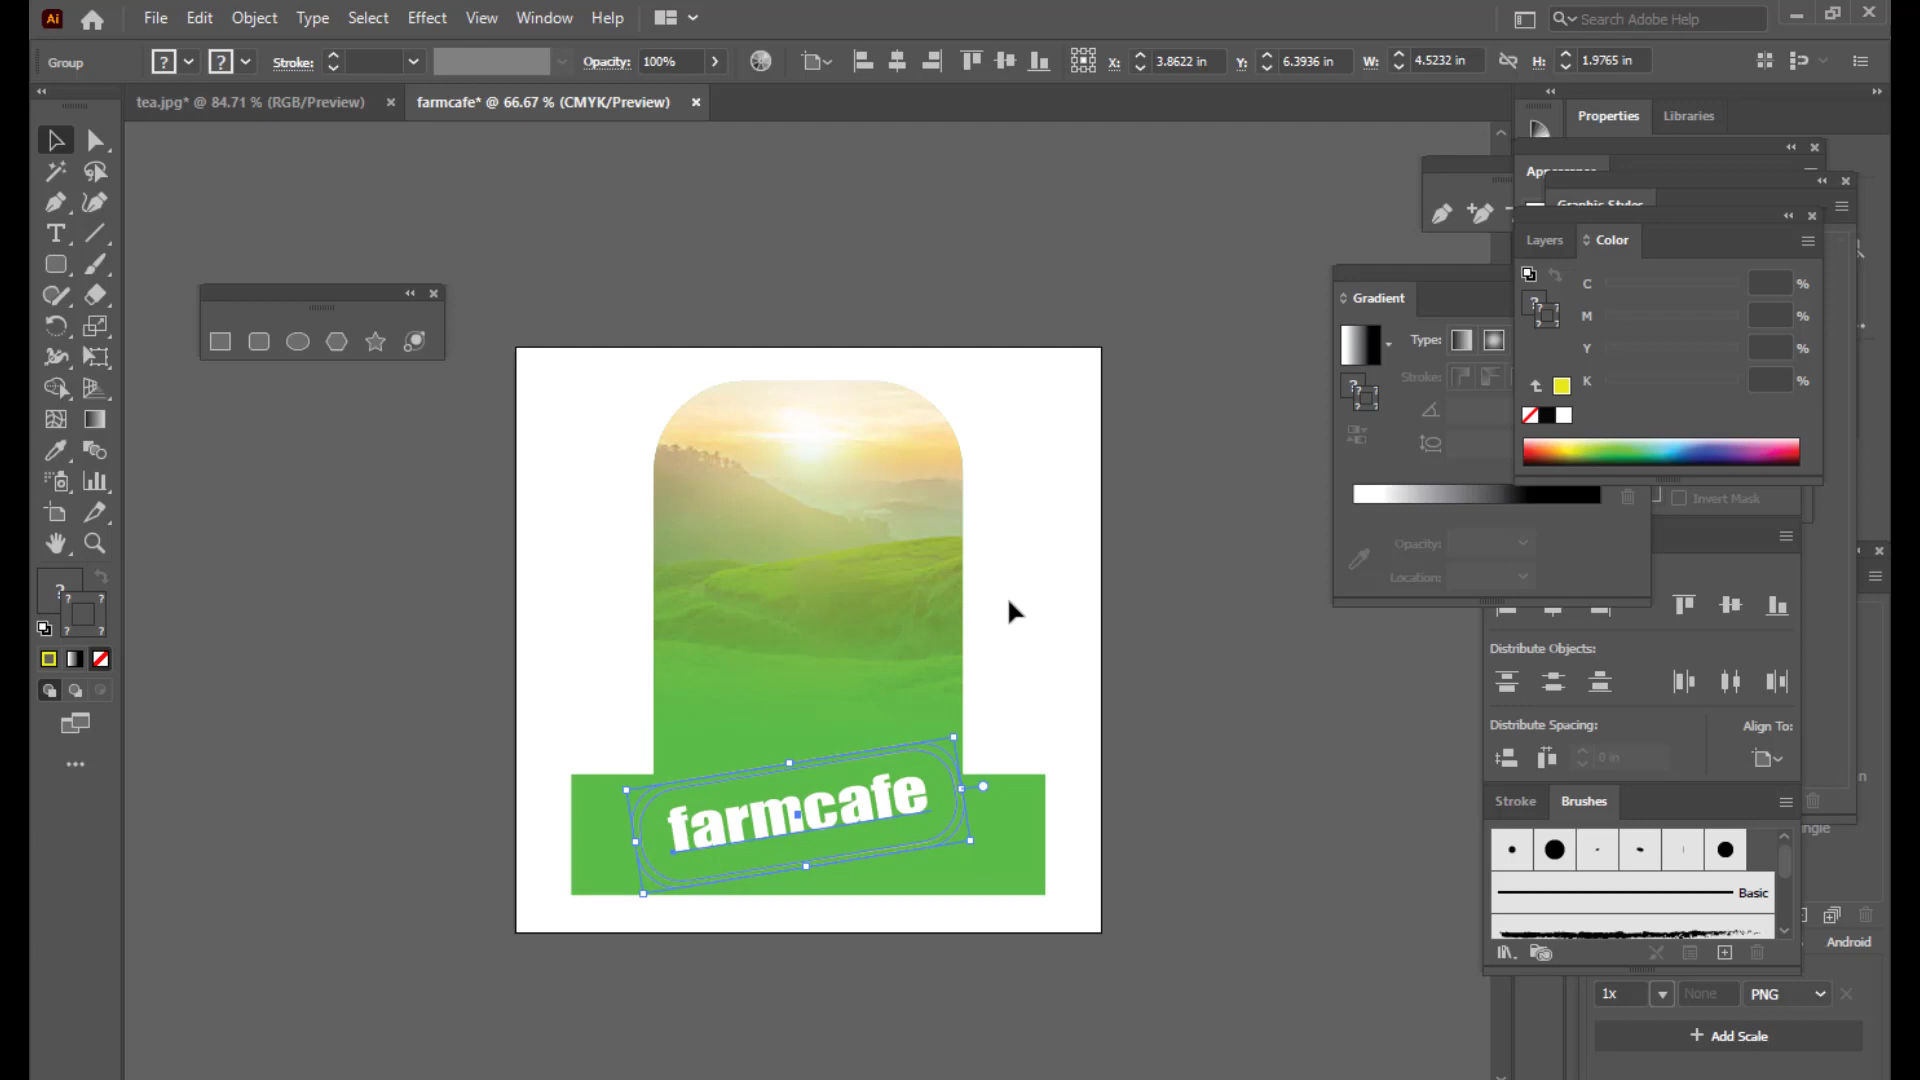 Ai File Edit Object Type Select Effect View Window Help Search Adobe Help
Group ? ? Stroke: Opacity: 100% X: 3.8622 in Y: 6.3936 in W: 4.5232 in H: 1.9765 in
tea.jpg* @ 84.71 % (RGB/Preview) farmcafe* @ 66.67 % (CMYK/Preview)
Properties Libraries
Graphic Styles
Layers Color
C %
M %
Y %
K %
Gradient
Type:
Stroke:
Opacity:
Location:
Invert Mask
farmcafe
Distribute Objects:
Distribute Spacing: Align To:
0 in
Stroke Brushes
Basic
Android
1x None PNG
+ Add Scale